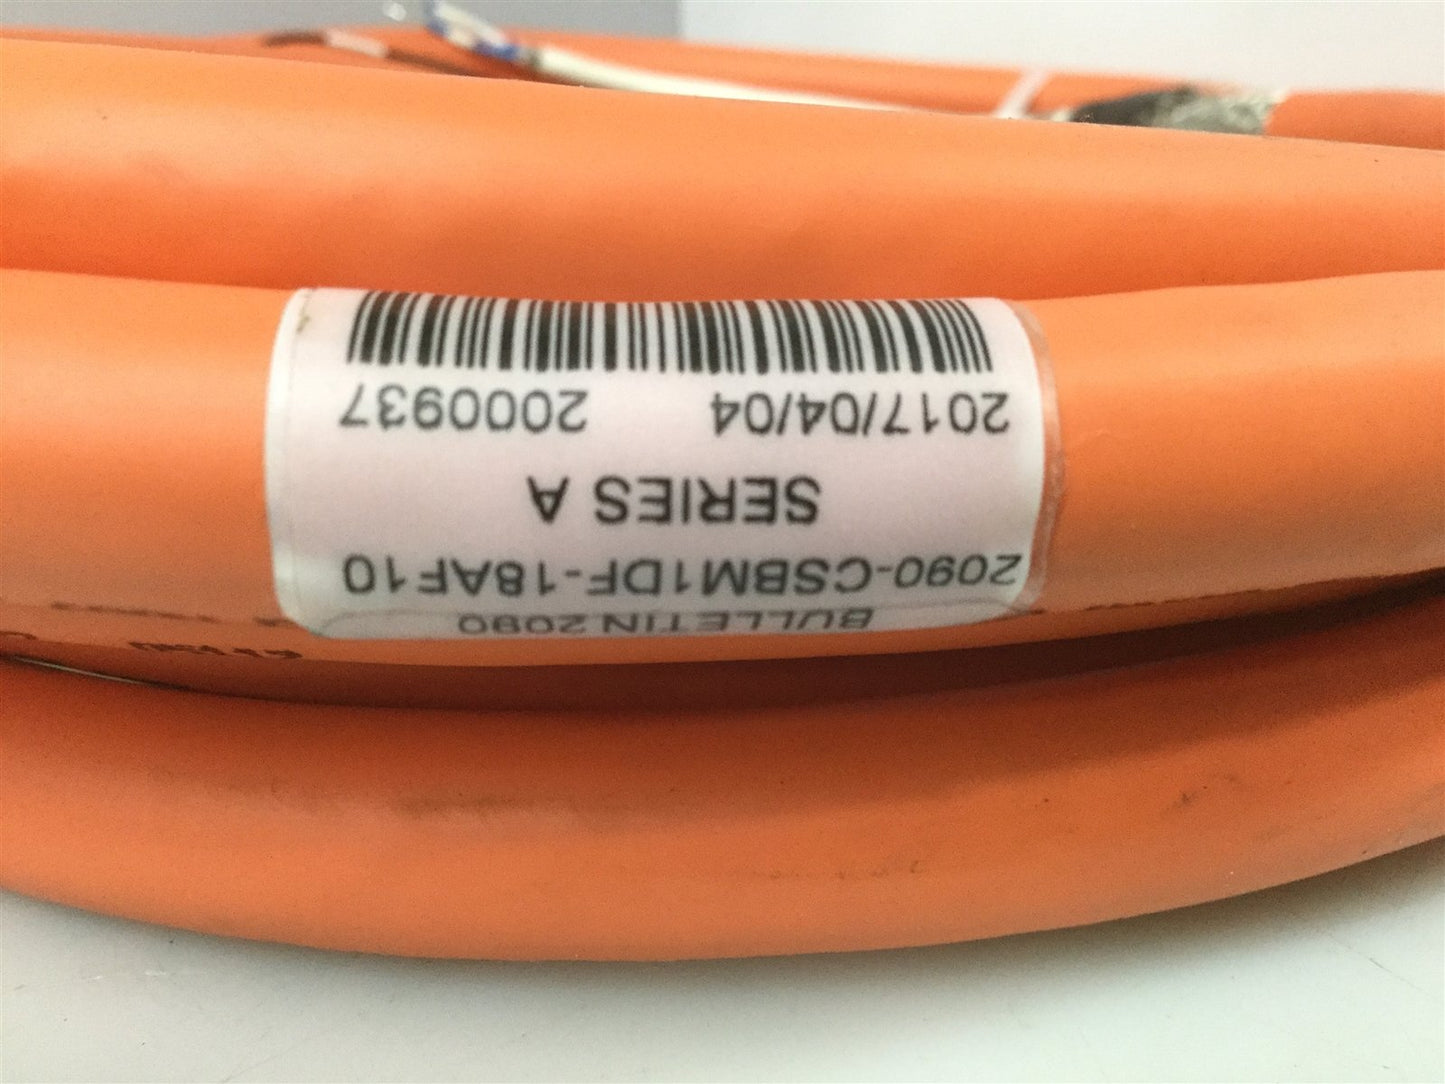 BULLETIN 2090
2090-CSBM1DF-18AF10
SERIES A
2017/04/04 2000937